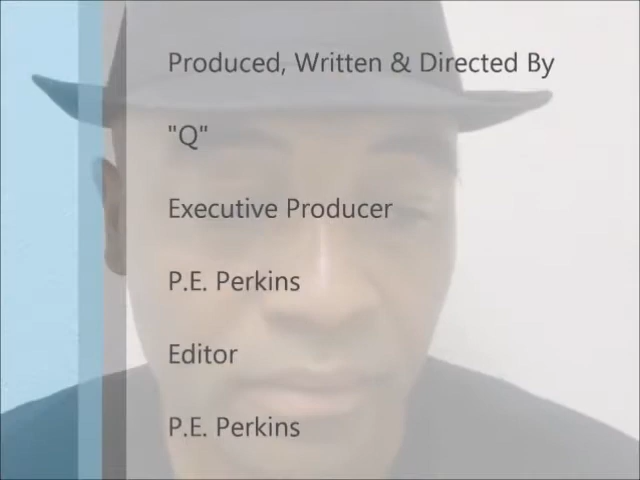 Produced, Written & Directed By
"Q"
Executive Producer
P.E. Perkins
Editor
P.E. Perkins